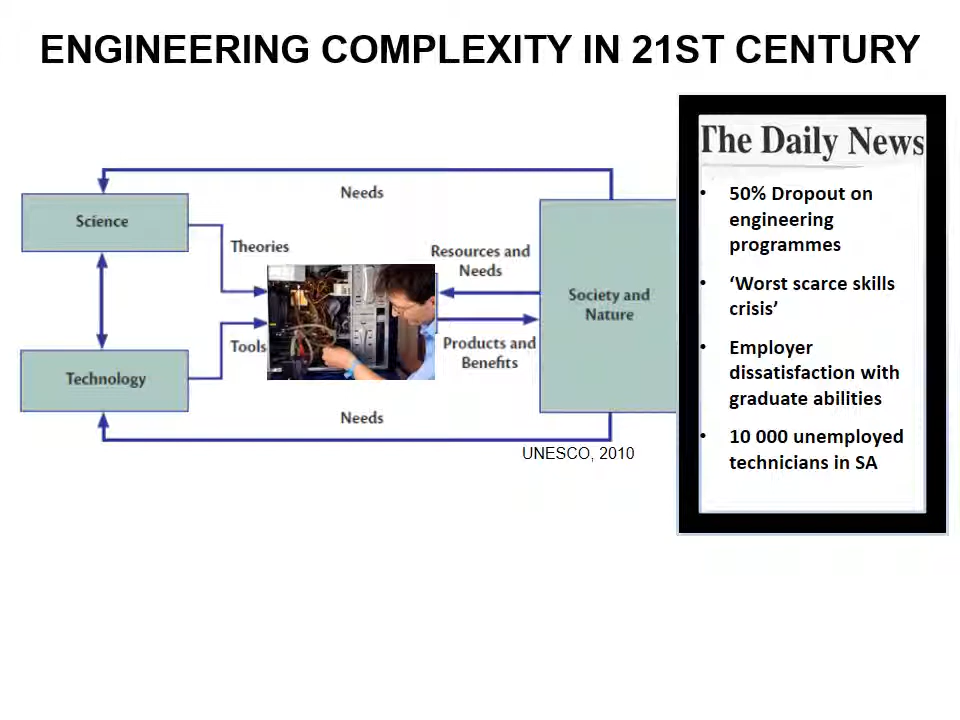 ENGINEERING COMPLEXITY IN 21ST CENTURY
Needs
Science
Theories
Resources and
Needs
Society and
Nature
Tools
Products and
Benefits
Technology
Needs
UNESCO, 2010
The Daily News
• 50% Dropout on
engineering
programmes
• ‘Worst scarce skills
crisis’
• Employer
dissatisfaction with
graduate abilities
• 10 000 unemployed
technicians in SA